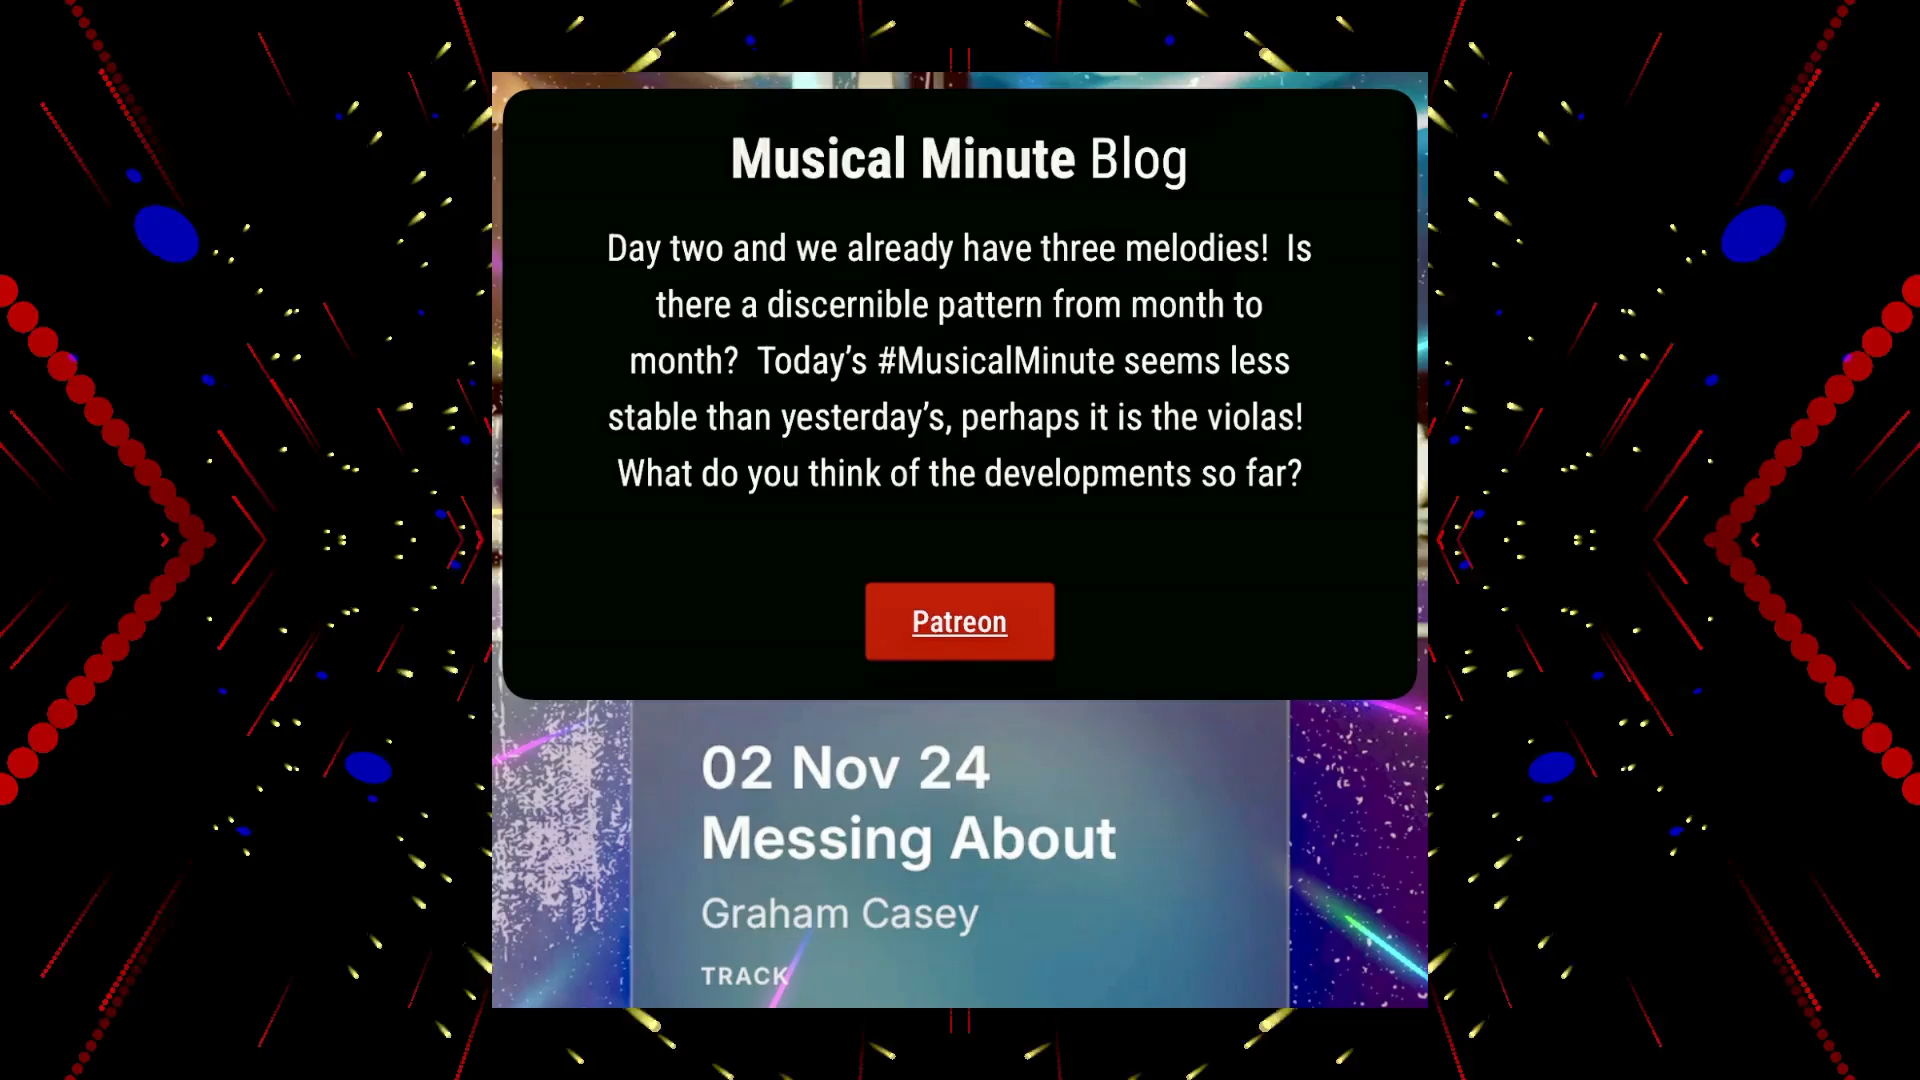 Musical Minute Blog
Day two and we already have three melodies!  Is
there a discernible pattern from month to
month?  Today’s #MusicalMinute seems less
stable than yesterday’s, perhaps it is the violas!
What do you think of the developments so far?
Patreon
02 Nov 24
Messing About
Graham Casey
TRACK